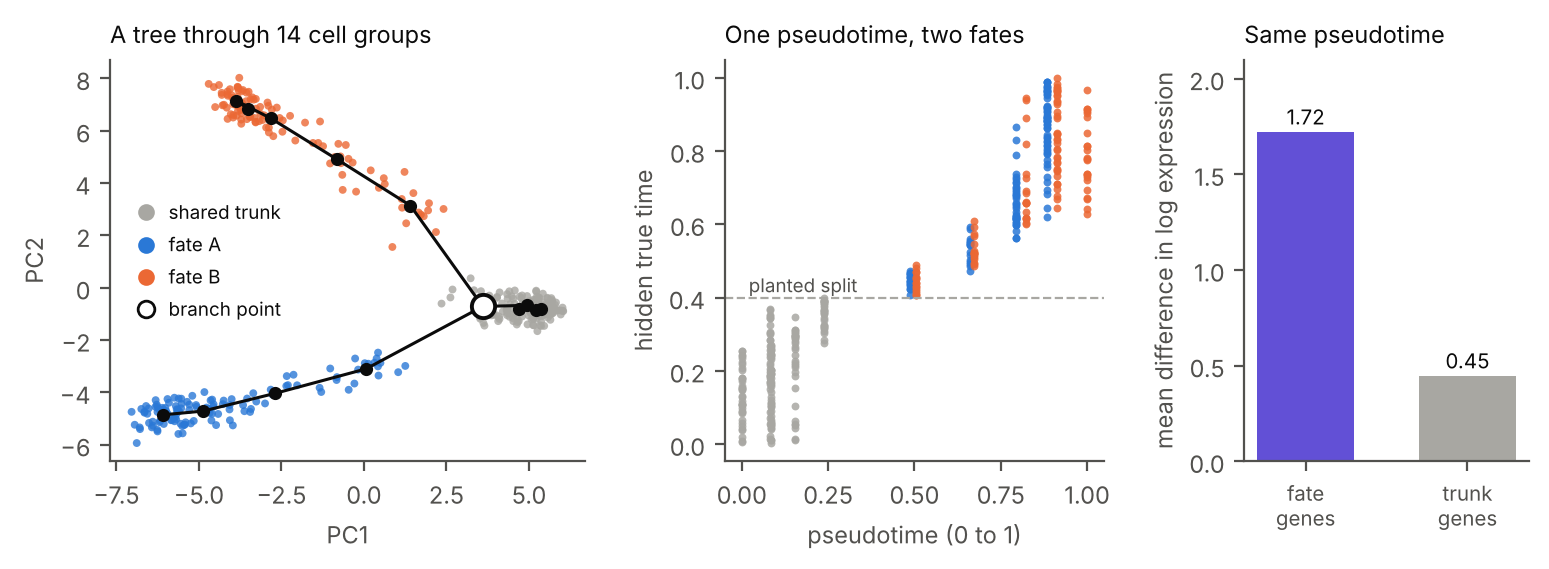 A tree through 14 cell groups
8
6
4
2
0
−2
−4
−6
PC2
shared trunk
fate A
fate B
branch point
−7.5 −5.0 −2.5 0.0 2.5 5.0
PC1
One pseudotime, two fates
1.0
0.8
0.6
0.4
0.2
0.0
hidden true time
planted split
0.00 0.25 0.50 0.75 1.00
pseudotime (0 to 1)
Same pseudotime
2.0
1.5
1.0
0.5
0.0
mean difference in log expression
1.72
0.45
fate
genes
trunk
genes